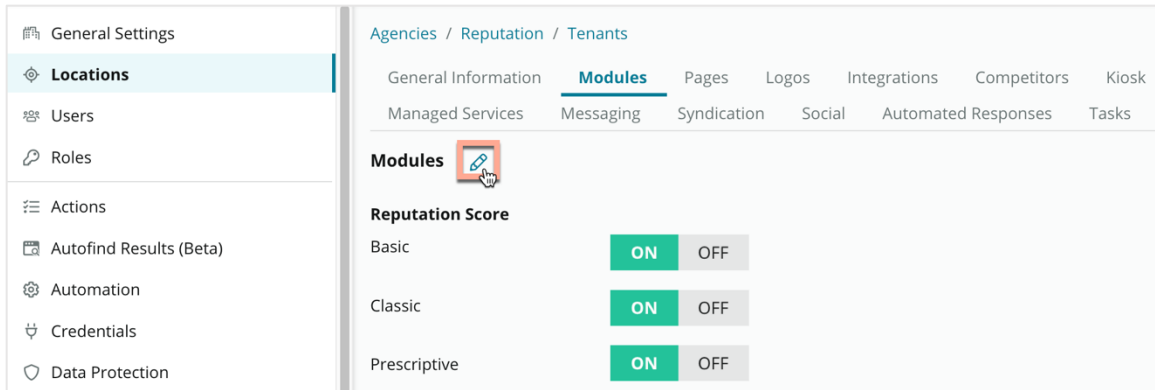 General Settings
Locations
Users
Roles
Actions
Autofind Results (Beta)
Automation
Credentials
Data Protection
Agencies / Reputation / Tenants
General Information Modules Pages Logos Integrations Competitors Kiosk
Managed Services Messaging Syndication Social Automated Responses Tasks
Modules
Reputation Score
Basic ON OFF
Classic ON OFF
Prescriptive ON OFF